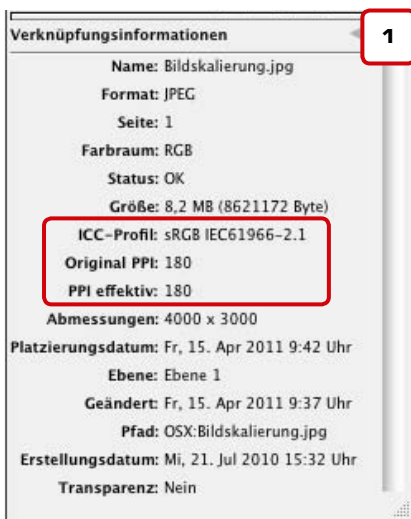 Verknüpfungsinformationen
1
Name: Bildskalierung.jpg
Format: JPEG
Seite: 1
Farbraum: RGB
Status: OK
Größe: 8,2 MB (8621172 Byte)
ICC-Profil: sRGB IEC61966-2.1
Original PPI: 180
PPI effektiv: 180
Abmessungen: 4000 x 3000
Platzierungsdatum: Fr, 15. Apr 2011 9:42 Uhr
Ebene: Ebene 1
Geändert: Fr, 15. Apr 2011 9:37 Uhr
Pfad: OSX:Bildskalierung.jpg
Erstellungsdatum: Mi, 21. Jul 2010 15:32 Uhr
Transparenz: Nein